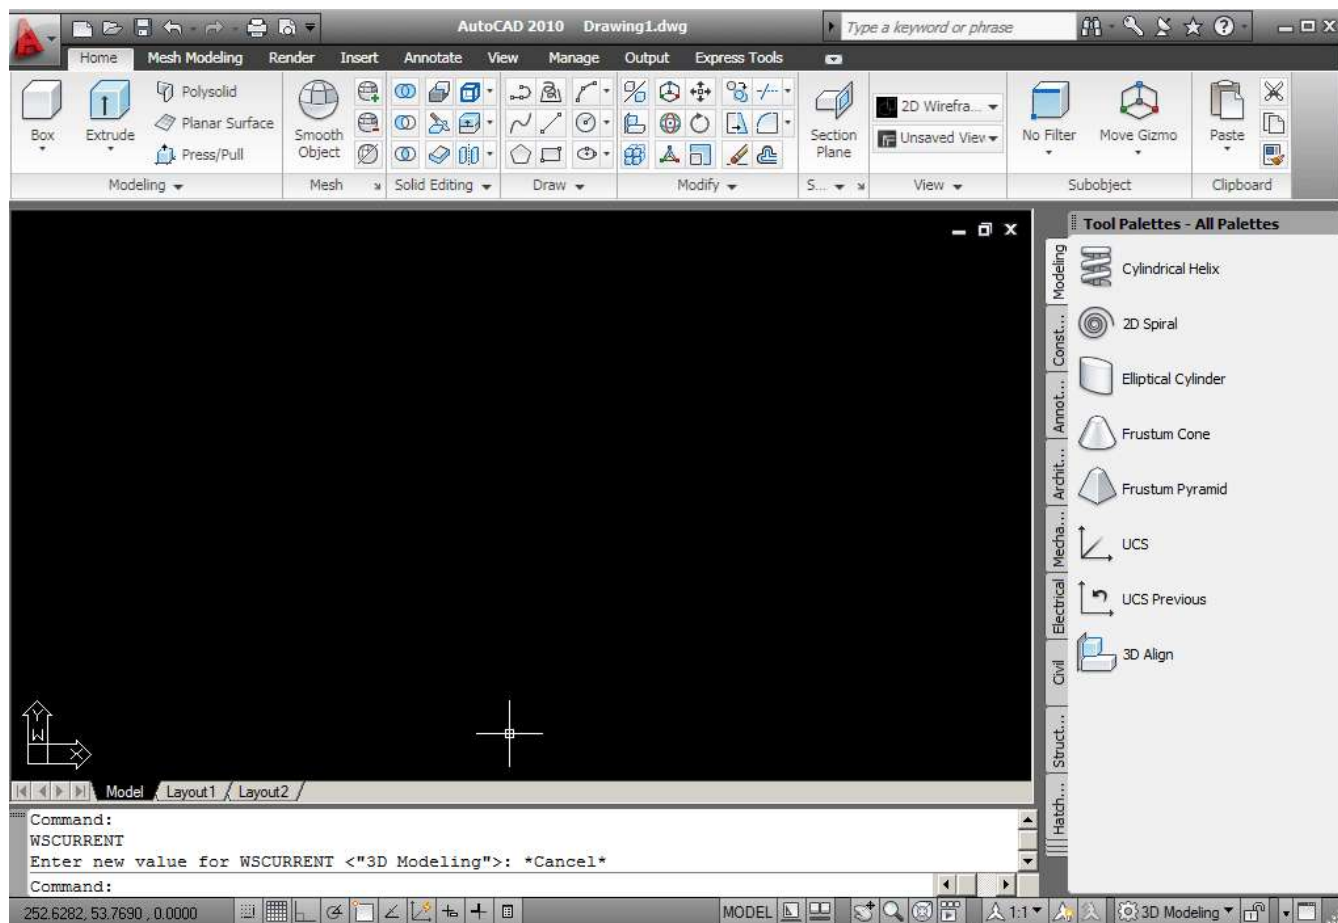 AutoCAD 2010 Drawing1.dwg
Type a keyword or phrase
Home Mesh Modeling Render Insert Annotate View Manage Output Express Tools
Box
Extrude
Polysolid
Planar Surface
Press/Pull
Smooth
Object
Section
Plane
2D Wirefra...
Unsaved View
No Filter
Move Gizmo
Paste
Modeling
Mesh
Solid Editing
Draw
Modify
S...
View
Subobject
Clipboard
Tool Palettes - All Palettes
Modeling
Const...
Annot...
Archit...
Mecha...
Electrical
Civil
Struct...
Hatch...
Cylindrical Helix
2D Spiral
Elliptical Cylinder
Frustum Cone
Frustum Pyramid
UCS
UCS Previous
3D Align
Y
W
X
Model Layout1 Layout2
Command:
WSCURRENT
Enter new value for WSCURRENT <"3D Modeling">: *Cancel*
Command:
252.6282, 53.7690 , 0.0000
MODEL
1:1
3D Modeling